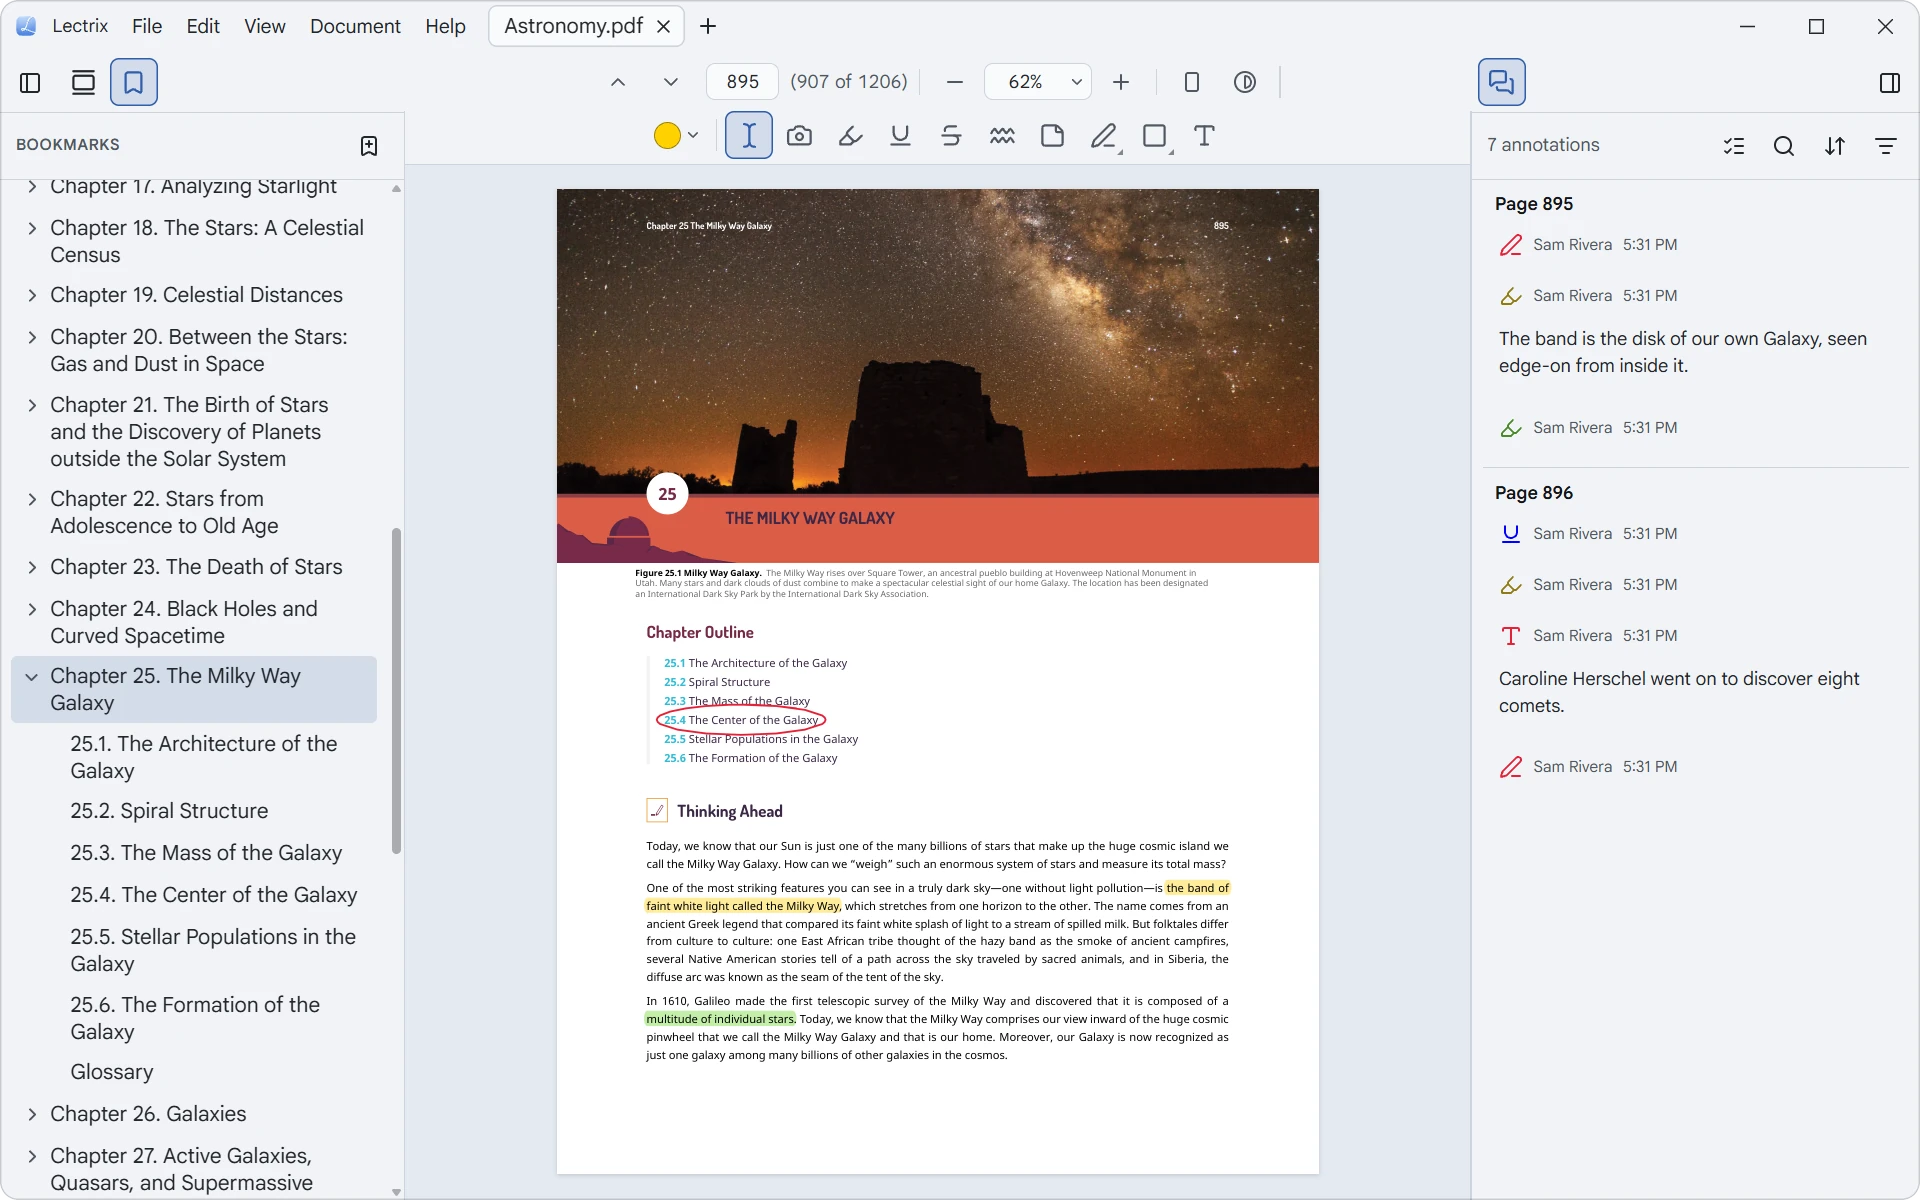 Lectrix File Edit View Document Help Astronomy.pdf
895 (907 of 1206) 62%
BOOKMARKS
Chapter 17. Analyzing Starlight
Chapter 18. The Stars: A Celestial
Census
Chapter 19. Celestial Distances
Chapter 20. Between the Stars:
Gas and Dust in Space
Chapter 21. The Birth of Stars
and the Discovery of Planets
outside the Solar System
Chapter 22. Stars from
Adolescence to Old Age
Chapter 23. The Death of Stars
Chapter 24. Black Holes and
Curved Spacetime
Chapter 25. The Milky Way
Galaxy
25.1. The Architecture of the
Galaxy
25.2. Spiral Structure
25.3. The Mass of the Galaxy
25.4. The Center of the Galaxy
25.5. Stellar Populations in the
Galaxy
25.6. The Formation of the
Galaxy
Glossary
Chapter 26. Galaxies
Chapter 27. Active Galaxies,
Quasars, and Supermassive
Chapter 25 The Milky Way Galaxy 895
25
THE MILKY WAY GALAXY
Figure 25.1 Milky Way Galaxy. The Milky Way rises over Square Tower, an ancestral pueblo building at Hovenweep National Monument in
Utah. Many stars and dark clouds of dust combine to make a spectacular celestial sight of our home Galaxy. The location has been designated
an International Dark Sky Park by the International Dark Sky Association.
Chapter Outline
25.1 The Architecture of the Galaxy
25.2 Spiral Structure
25.3 The Mass of the Galaxy
25.4 The Center of the Galaxy
25.5 Stellar Populations in the Galaxy
25.6 The Formation of the Galaxy
Thinking Ahead
Today, we know that our Sun is just one of the many billions of stars that make up the huge cosmic island we
call the Milky Way Galaxy. How can we “weigh” such an enormous system of stars and measure its total mass?
One of the most striking features you can see in a truly dark sky—one without light pollution—is the band of
faint white light called the Milky Way, which stretches from one horizon to the other. The name comes from an
ancient Greek legend that compared its faint white splash of light to a stream of spilled milk. But folktales differ
from culture to culture: one East African tribe thought of the hazy band as the smoke of ancient campfires,
several Native American stories tell of a path across the sky traveled by sacred animals, and in Siberia, the
diffuse arc was known as the seam of the tent of the sky.
In 1610, Galileo made the first telescopic survey of the Milky Way and discovered that it is composed of a
multitude of individual stars. Today, we know that the Milky Way comprises our view inward of the huge cosmic
pinwheel that we call the Milky Way Galaxy and that is our home. Moreover, our Galaxy is now recognized as
just one galaxy among many billions of other galaxies in the cosmos.
7 annotations
Page 895
Sam Rivera 5:31 PM
Sam Rivera 5:31 PM
The band is the disk of our own Galaxy, seen
edge-on from inside it.
Sam Rivera 5:31 PM
Page 896
Sam Rivera 5:31 PM
Sam Rivera 5:31 PM
Sam Rivera 5:31 PM
Caroline Herschel went on to discover eight
comets.
Sam Rivera 5:31 PM